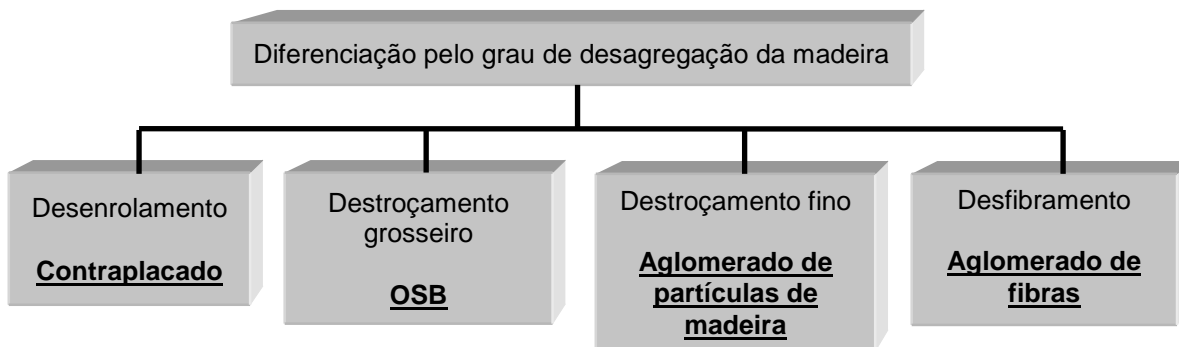 Diferenciação pelo grau de desagregação da madeira
Desenrolamento
Contraplacado
Destroçamento
grosseiro
OSB
Destroçamento fino
Aglomerado de
partículas de
madeira
Desfibramento
Aglomerado de
fibras